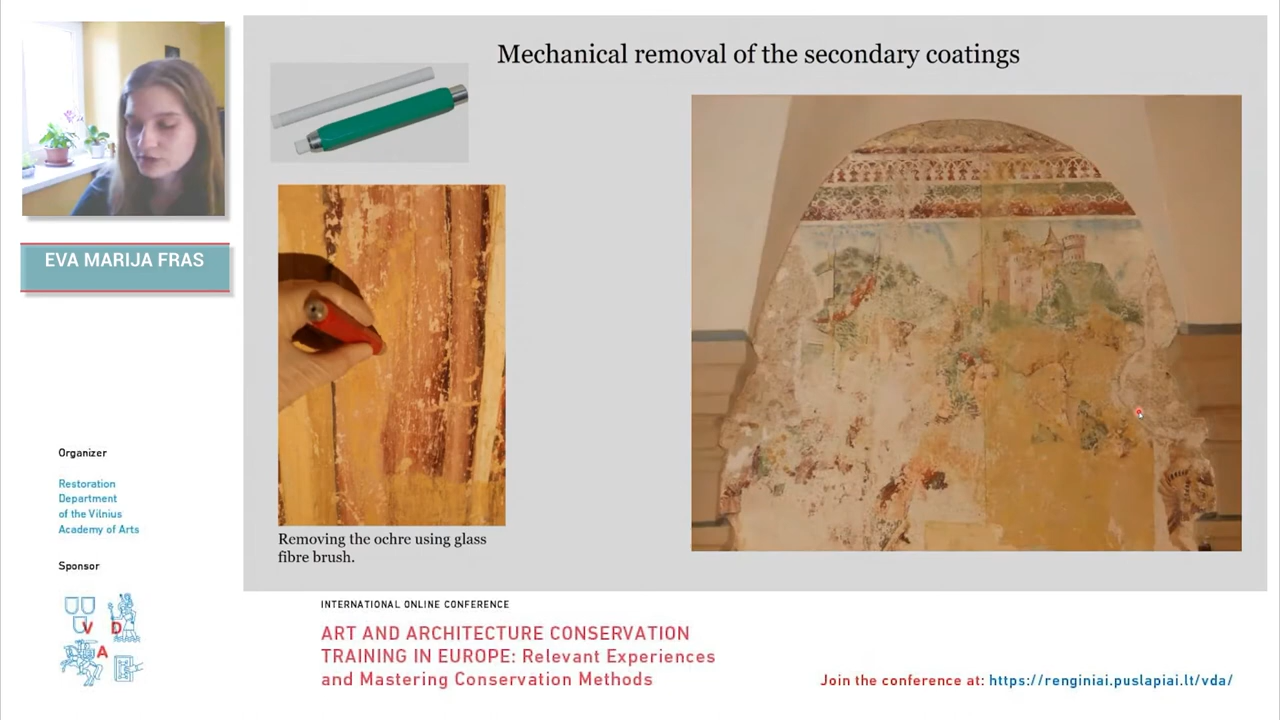 Mechanical removal of the secondary coatings
EVA MARIJA FRAS
Removing the ochre using glass
fibre brush.
Organizer
Restoration
Department
of the Vilnius
Academy of Arts
Sponsor
V D
A
INTERNATIONAL ONLINE CONFERENCE
ART AND ARCHITECTURE CONSERVATION
TRAINING IN EUROPE: Relevant Experiences
and Mastering Conservation Methods
Join the conference at: https://renginiai.puslapiai.lt/vda/